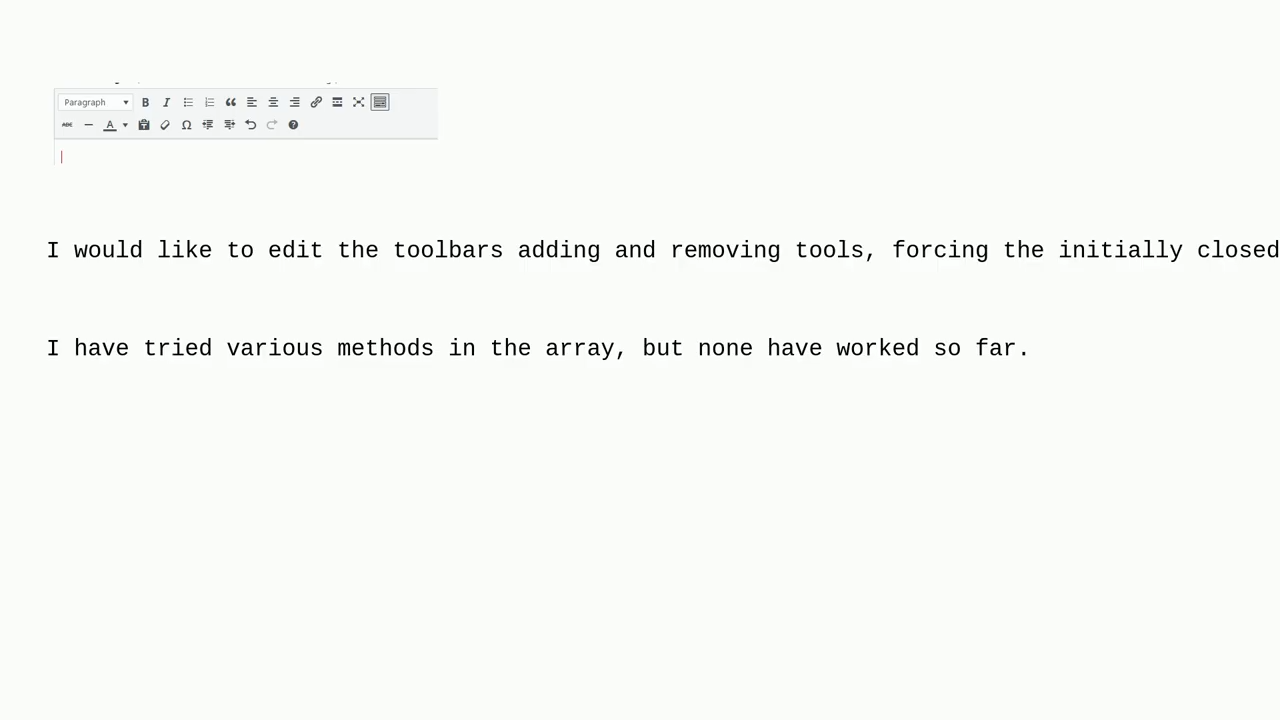 Paragraph
B I
ABC A Ω
I would like to edit the toolbars adding and removing tools, forcing the initially closed
I have tried various methods in the array, but none have worked so far.